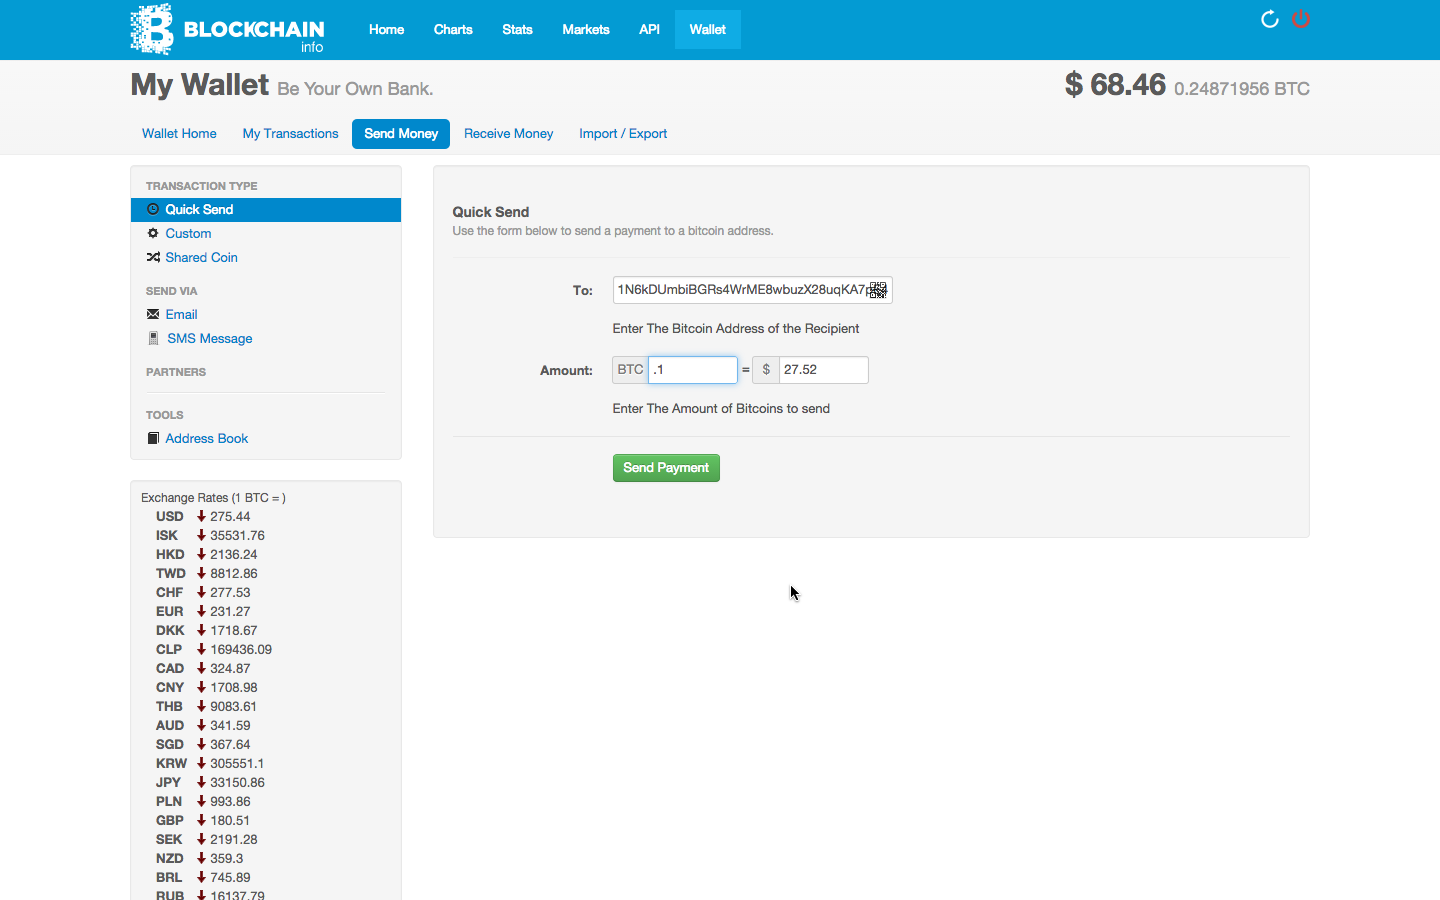 BLOCKCHAIN
info
Home Charts Stats Markets API Wallet
My Wallet Be Your Own Bank.
$ 68.46 0.24871956 BTC
Wallet Home My Transactions Send Money Receive Money Import / Export
TRANSACTION TYPE
Quick Send
Custom
Shared Coin
SEND VIA
Email
SMS Message
PARTNERS
TOOLS
Address Book
Exchange Rates (1 BTC = )
USD 275.44
ISK 35531.76
HKD 2136.24
TWD 8812.86
CHF 277.53
EUR 231.27
DKK 1718.67
CLP 169436.09
CAD 324.87
CNY 1708.98
THB 9083.61
AUD 341.59
SGD 367.64
KRW 305551.1
JPY 33150.86
PLN 993.86
GBP 180.51
SEK 2191.28
NZD 359.3
BRL 745.89
RUB 16137.79
Quick Send
Use the form below to send a payment to a bitcoin address.
To:
Enter The Bitcoin Address of the Recipient
Amount: BTC .1 = $ 27.52
Enter The Amount of Bitcoins to send
Send Payment